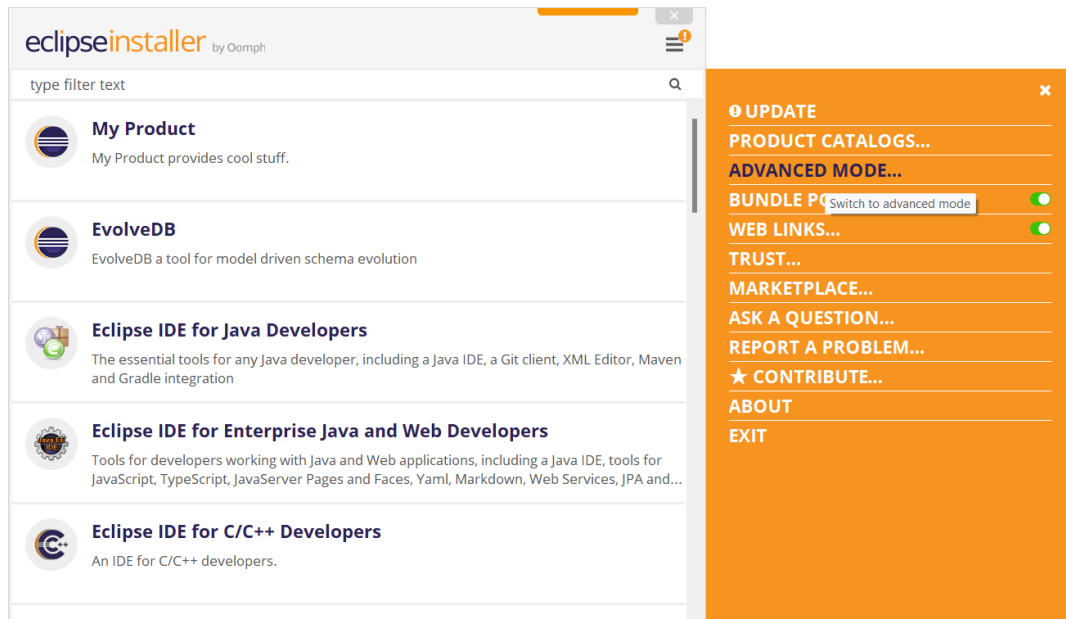 eclipseinstaller by Oomph
type filter text
My Product
My Product provides cool stuff.
EvolveDB
EvolveDB a tool for model driven schema evolution
Eclipse IDE for Java Developers
The essential tools for any Java developer, including a Java IDE, a Git client, XML Editor, Maven
and Gradle integration
Eclipse IDE for Enterprise Java and Web Developers
Tools for developers working with Java and Web applications, including a Java IDE, tools for
JavaScript, TypeScript, JavaServer Pages and Faces, Yaml, Markdown, Web Services, JPA and...
Eclipse IDE for C/C++ Developers
An IDE for C/C++ developers.
UPDATE
PRODUCT CATALOGS...
ADVANCED MODE...
BUNDLE
Switch to advanced mode
WEB LINKS...
TRUST...
MARKETPLACE...
ASK A QUESTION...
REPORT A PROBLEM...
★ CONTRIBUTE...
ABOUT
EXIT